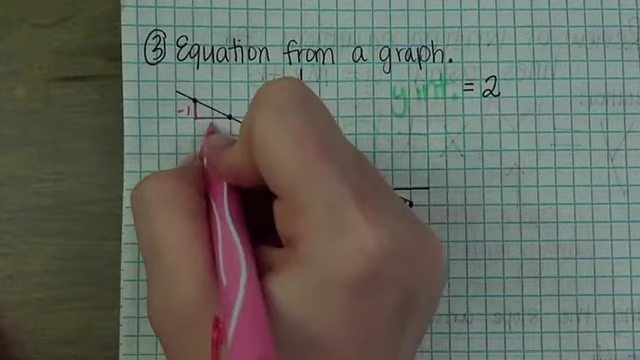 ③ Equation from a graph.
y int. = 2
-1